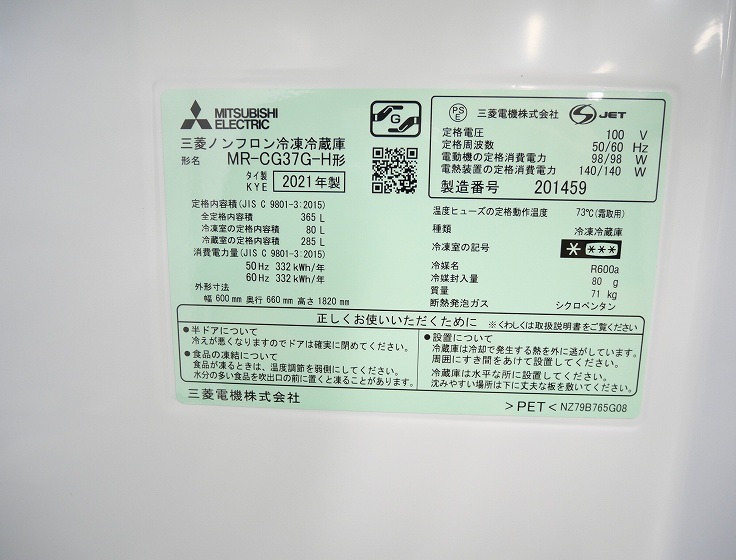 MITSUBISHI
ELECTRIC
G
三菱ノンフロン冷凍冷蔵庫
形名 MR-CG37G-H形
タイ製
KYE 2021年製
定格内容積(JIS C 9801-3:2015)
全定格内容積 365 L
冷凍室の定格内容積 80 L
冷蔵室の定格内容積 285 L
消費電力量(JIS C 9801-3:2015)
50 Hz 332 kWh/年
60 Hz 332 kWh/年
外形寸法
幅 600 mm 奥行 660 mm 高さ 1820 mm
PS
E 三菱電機株式会社 S JET
定格電圧 100 V
定格周波数 50/60 Hz
電動機の定格消費電力 98/98 W
電熱装置の定格消費電力 140/140 W
製造番号 201459
温度ヒューズの定格動作温度 73℃(霜取用)
種類 冷凍冷蔵庫
冷凍室の記号 * ***
冷媒名 R600a
冷媒封入量 80 g
質量 71 kg
断熱発泡ガス シクロペンタン
正しくお使いいただくために ※くわしくは取扱説明書をご覧ください
●半ドアについて
冷えが悪くなりますのでドアは確実に閉めてください。
●食品の凍結について
食品が凍るときは、温度調節を弱側にしてください。
水分の多い食品を吹出口の前に置くと凍ることがあります。
●設置について
冷蔵庫は冷却で発生する熱を外に逃がしています。
周囲にすき間をあけて設置してください。
冷蔵庫は水平な所に設置してください。
沈みやすい場所は下に丈夫な板を敷いてください。
三菱電機株式会社
>PET< NZ79B765G08